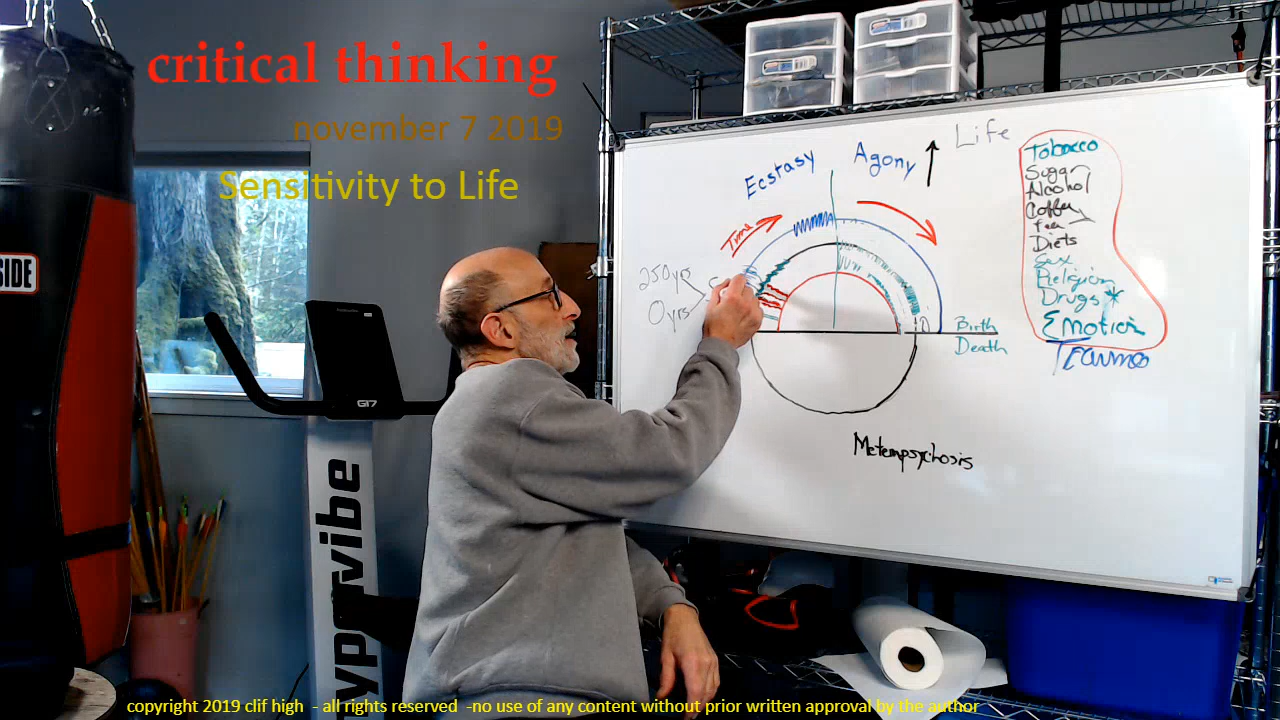 critical thinking
november 7 2019
Sensitivity to Life
SIDE
G17
hypervibe
Ecstasy
Agony
Life
Time
250yrs
0yrs
Birth
Death
Metempsychosis
Tobacco
Sugar
Alcohol
Coffee
Tea
Diets
Sex
Religion
Drugs *
Emotion
Trauma
copyright 2019 clif high - all rights reserved -no use of any content without prior written approval by the author